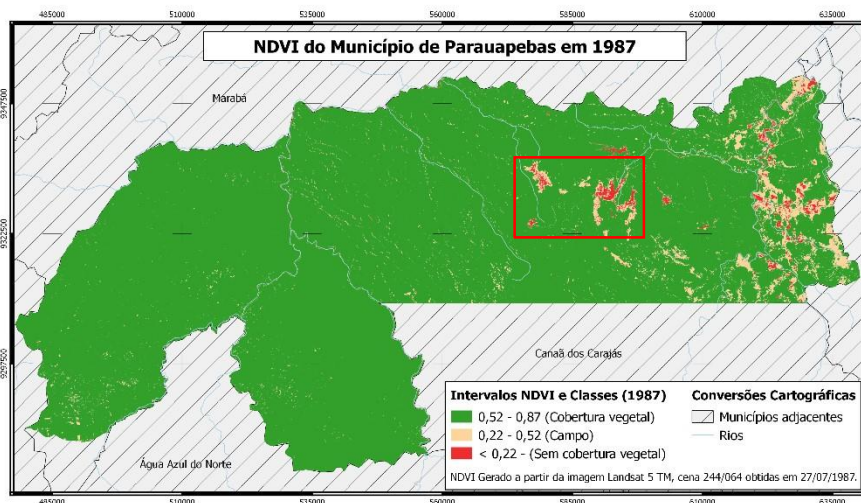 485000 510000 535000 560000 585000 610000 635000
NDVI do Município de Parauapebas em 1987
Marabá
9347500
9322500
9297500
Canaã dos Carajás
Água Azul do Norte
Intervalos NDVI e Classes (1987)
0,52 - 0,87 (Cobertura vegetal)
0,22 - 0,52 (Campo)
< 0,22 - (Sem cobertura vegetal)
Conversões Cartográficas
Municípios adjacentes
Rios
NDVI Gerado a partir da imagem Landsat 5 TM, cena 244/064 obtidas em 27/07/1987.
485000 510000 535000 560000 585000 610000 635000